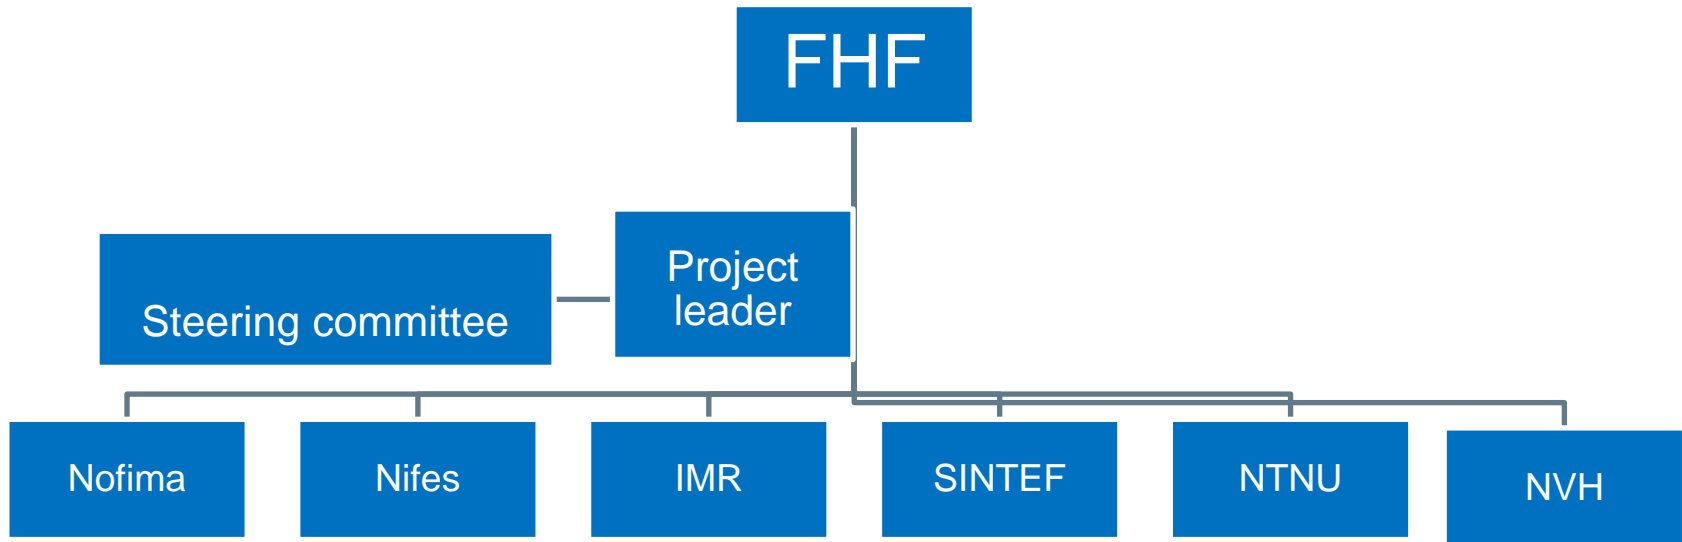 FHF
Steering committee
Project
leader
Nofima
Nifes
IMR
SINTEF
NTNU
NVH